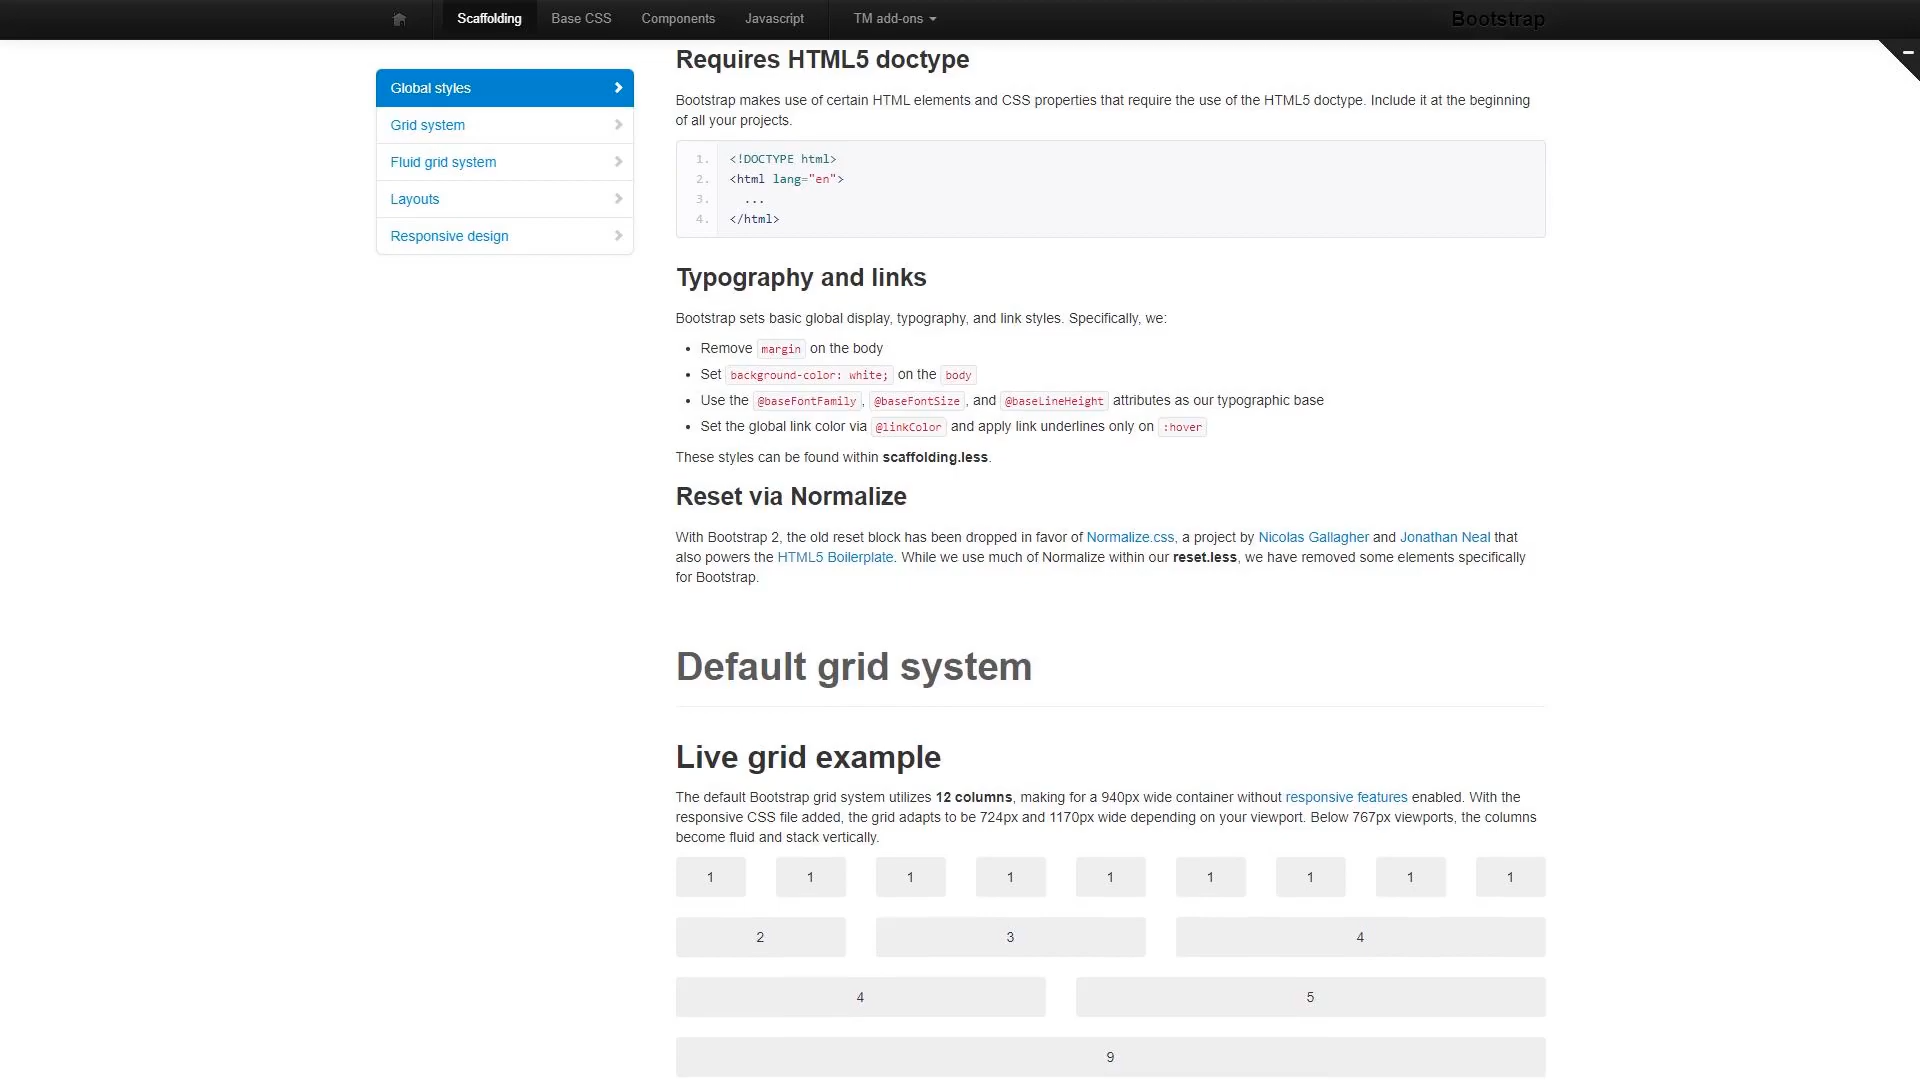 Scaffolding Base CSS Components Javascript TM add-ons Bootstrap
Global styles
Grid system
Fluid grid system
Layouts
Responsive design
Requires HTML5 doctype
Bootstrap makes use of certain HTML elements and CSS properties that require the use of the HTML5 doctype. Include it at the beginning
of all your projects.
1. <!DOCTYPE html>
2. <html lang="en">
3. ...
4. </html>
Typography and links
Bootstrap sets basic global display, typography, and link styles. Specifically, we:
• Remove margin on the body
• Set background-color: white; on the body
• Use the @baseFontFamily, @baseFontSize, and @baseLineHeight attributes as our typographic base
• Set the global link color via @linkColor and apply link underlines only on :hover
These styles can be found within scaffolding.less.
Reset via Normalize
With Bootstrap 2, the old reset block has been dropped in favor of Normalize.css, a project by Nicolas Gallagher and Jonathan Neal that
also powers the HTML5 Boilerplate. While we use much of Normalize within our reset.less, we have removed some elements specifically
for Bootstrap.
Default grid system
Live grid example
The default Bootstrap grid system utilizes 12 columns, making for a 940px wide container without responsive features enabled. With the
responsive CSS file added, the grid adapts to be 724px and 1170px wide depending on your viewport. Below 767px viewports, the columns
become fluid and stack vertically.
1 1 1 1 1 1 1 1 1
2 3 4
4 5
9